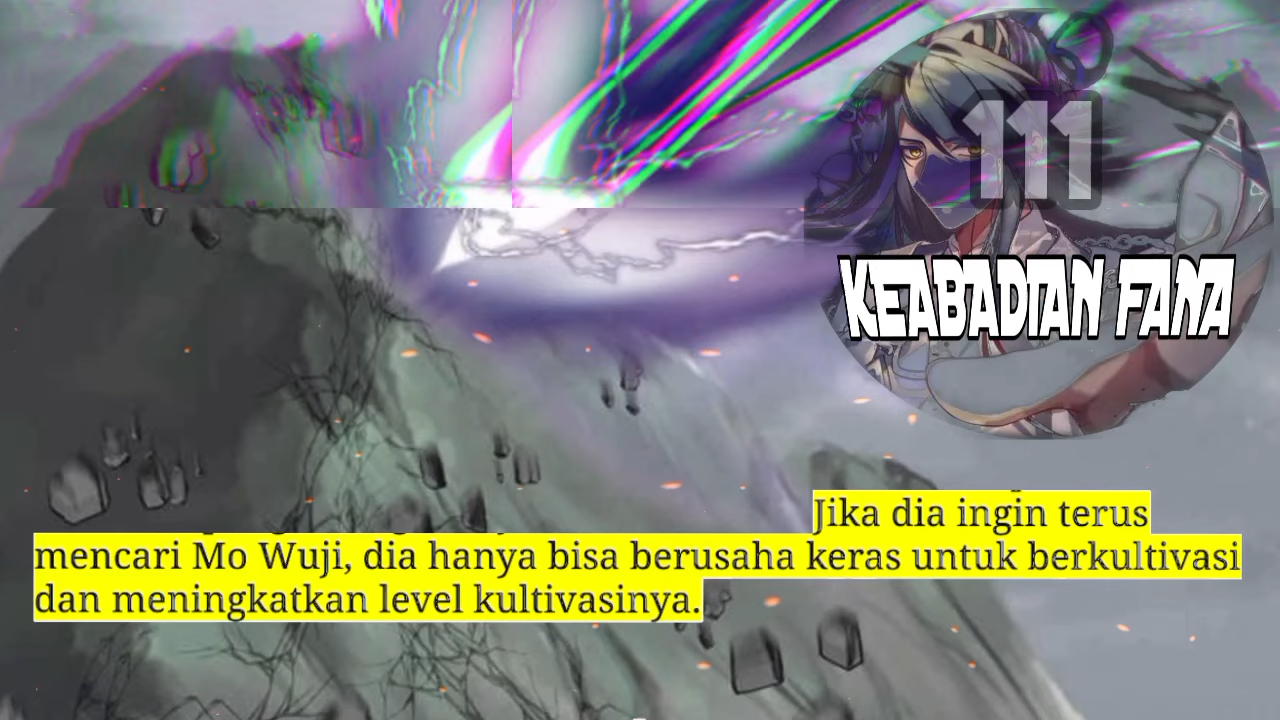 111
KEABADIAN FANA
Jika dia ingin terus
mencari Mo Wuji, dia hanya bisa berusaha keras untuk berkultivasi
dan meningkatkan level kultivasinya.